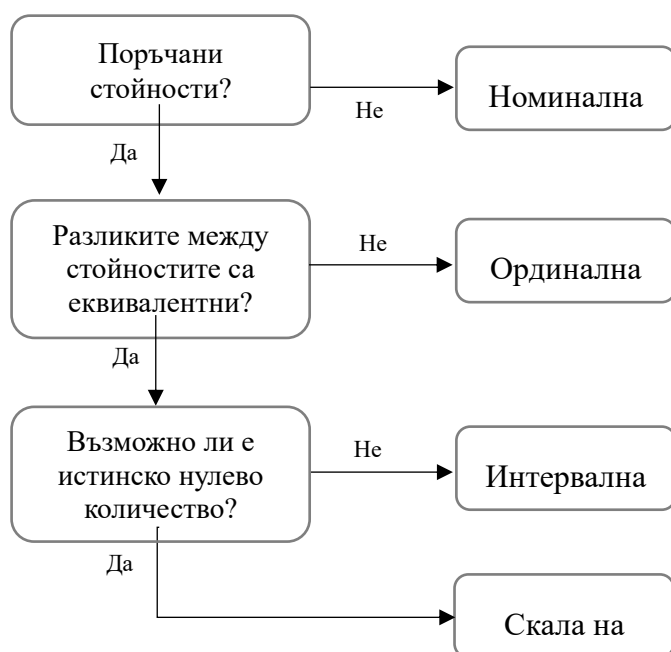 Поръчани
стойности?
Не
Номинална
Да
Разликите между
стойностите са
еквивалентни?
Не
Ординална
Да
Възможно ли е
истинско нулево
количество?
Не
Интервална
Да
Скала на